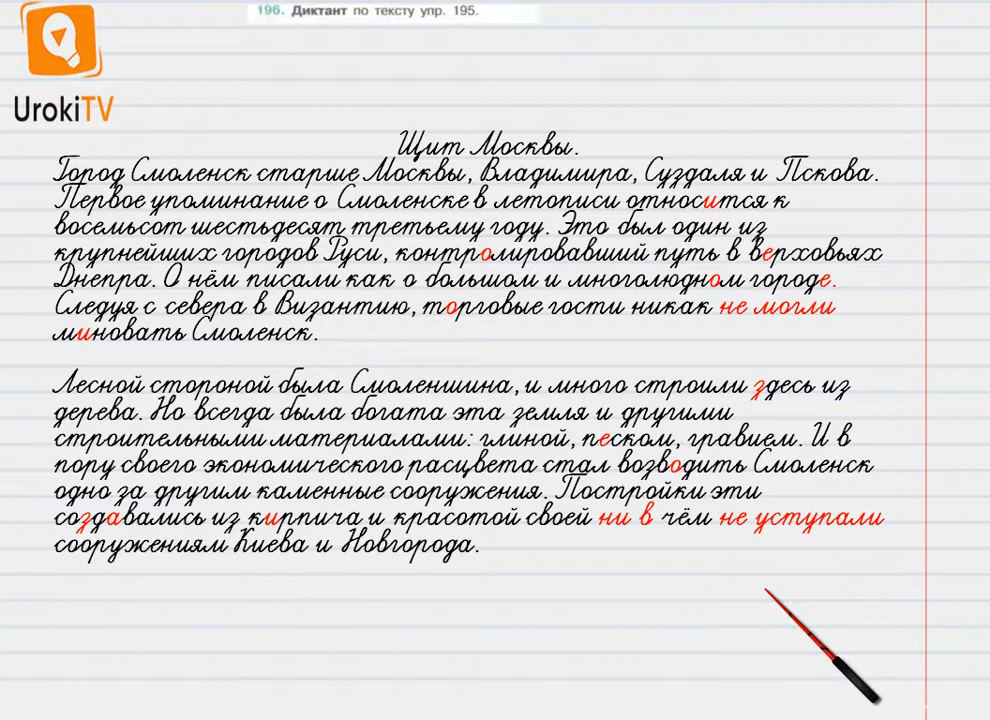 196. Диктант по тексту упр. 195.
UrokiTV
Щит Москвы.
Город Смоленск старше Москвы, Владимира, Суздаля и Пскова.
Первое упоминание о Смоленске в летописи относится к
восемьсот шестьдесят третьему году. Это был один из
крупнейших городов Руси, контролировавший путь в верховьях
Днепра. О нём писали как о большом и многолюдном городе.
Следуя с севера в Византию, торговые гости никак не могли
миновать Смоленск.
Лесной стороной была Смоленшина, и много строили здесь из
дерева. Но всегда была богата эта земля и другими
строительными материалами: глиной, песком, гравием. И в
пору своего экономического расцвета стал возводить Смоленск
одно за другим каменные сооружения. Постройки эти
создавались из кирпича и красотой своей ни в чём не уступали
сооружениям Киева и Новгорода.